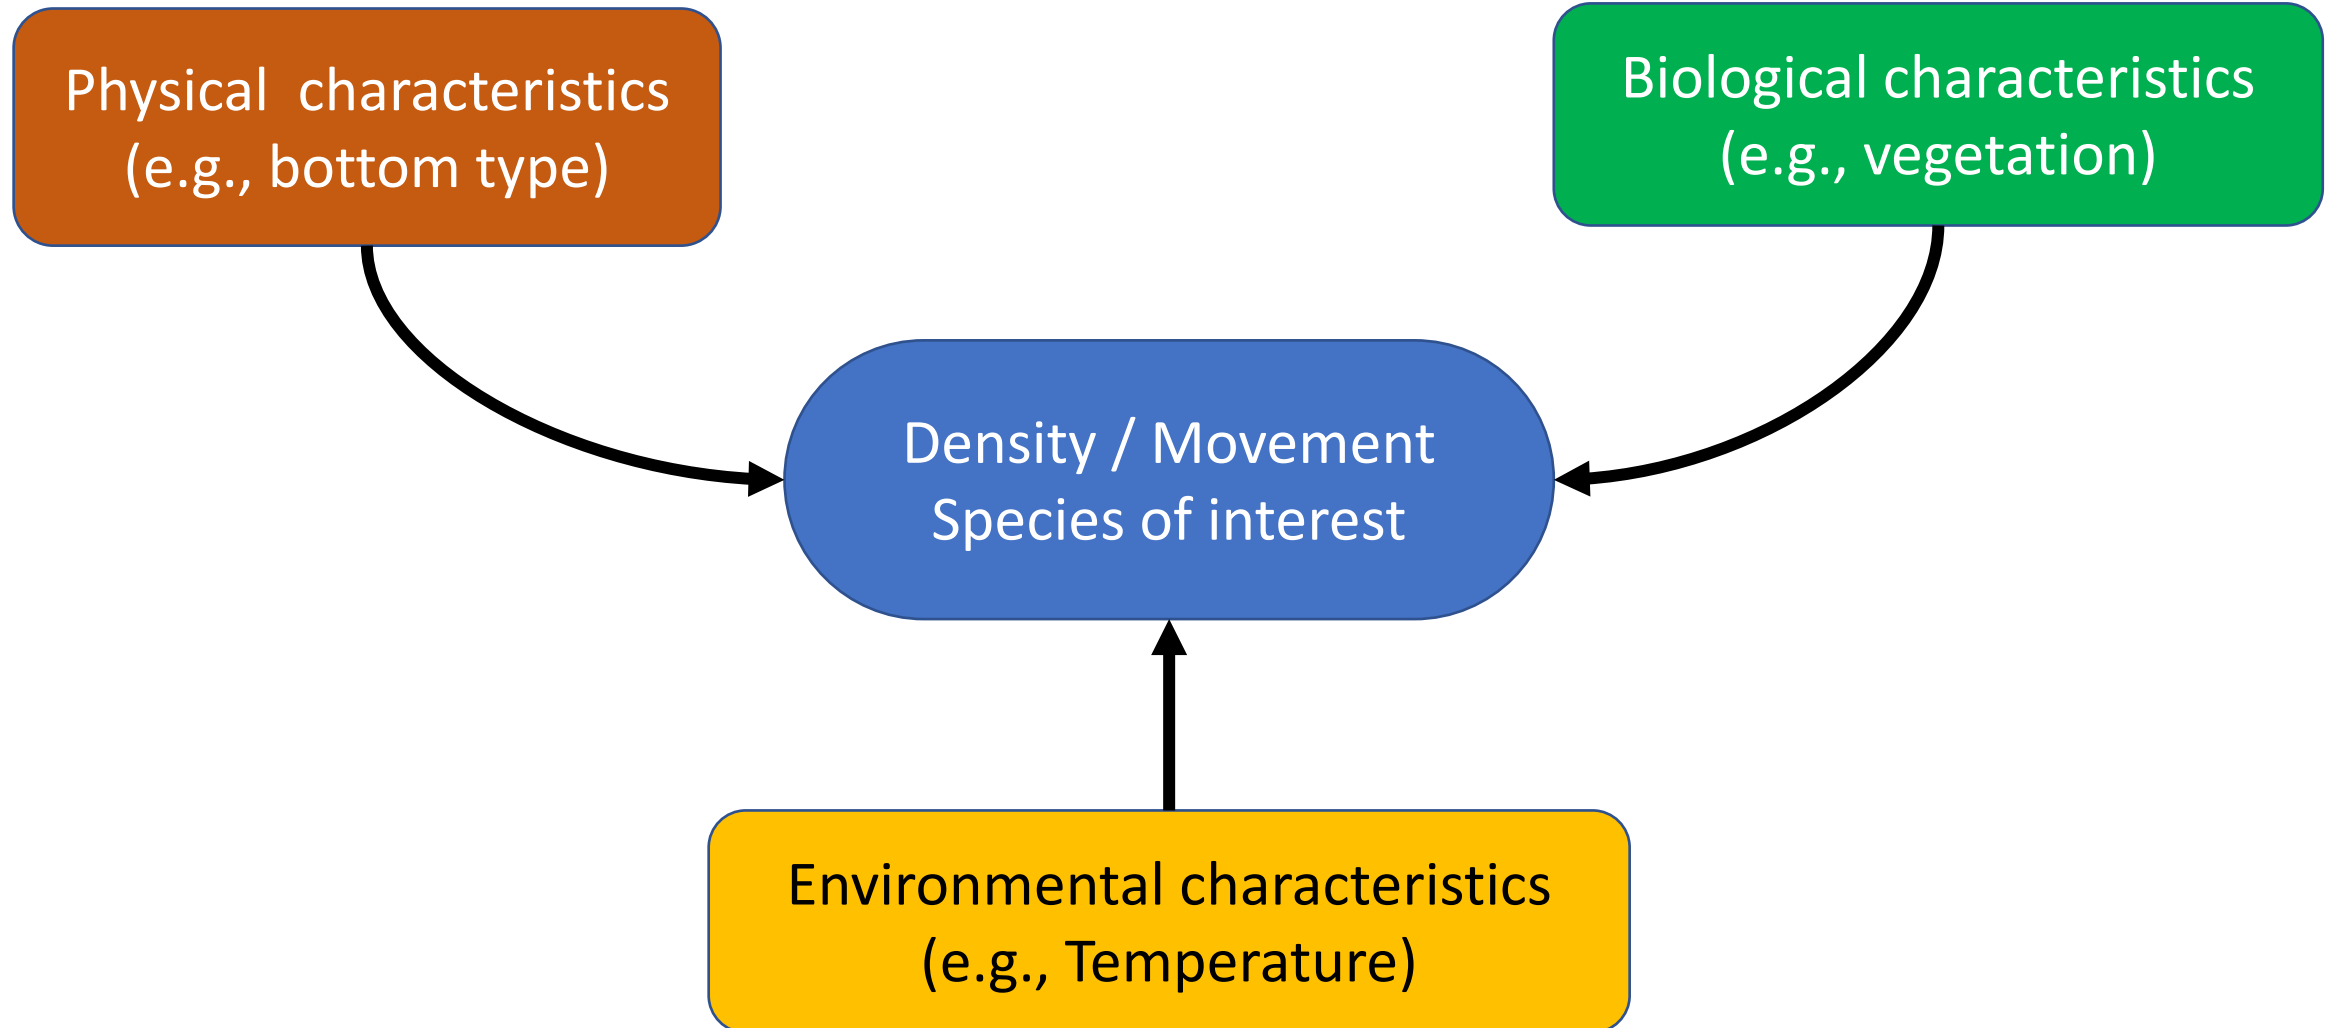 Physical  characteristics
(e.g., bottom type)
Biological characteristics
(e.g., vegetation)
Density / Movement
Species of interest
Environmental characteristics
(e.g., Temperature)